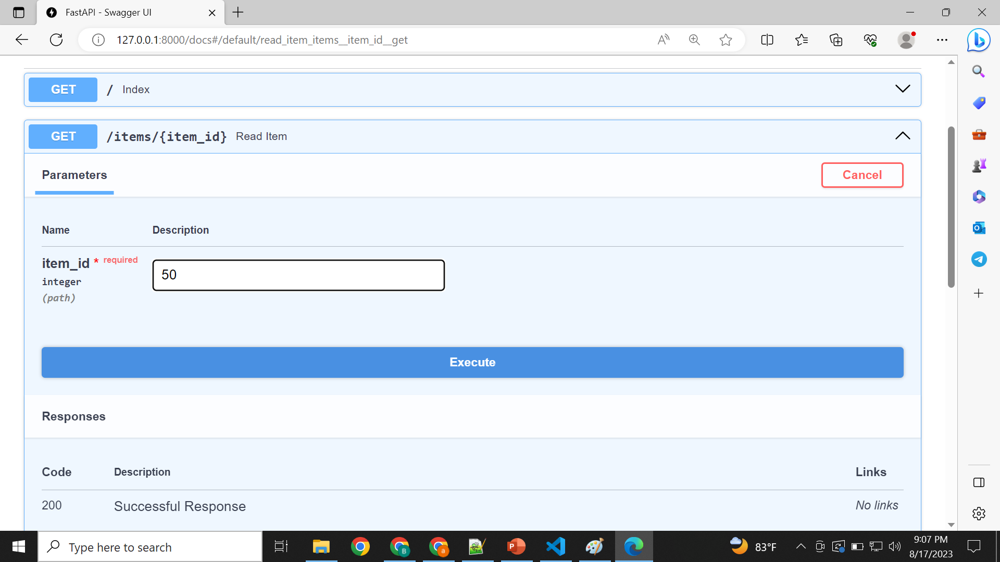 FastAPI - Swagger UI
127.0.0.1:8000/docs#/default/read_item_items__item_id__get
GET / Index
GET /items/{item_id} Read Item
Parameters
Cancel
Name Description
item_id * required
integer
(path)
50
Execute
Responses
Code Description Links
200 Successful Response No links
Type here to search
83°F
9:07 PM
8/17/2023